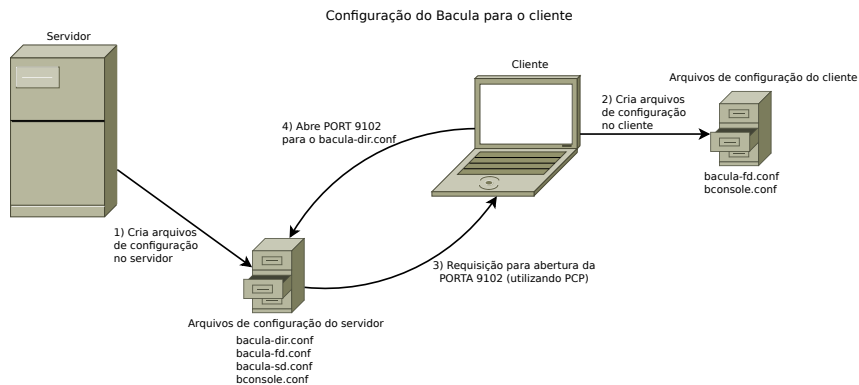 Configuração do Bacula para o cliente
Servidor
Cliente
Arquivos de configuração do cliente
2) Cria arquivos
de configuração
no cliente
4) Abre PORT 9102
para o bacula-dir.conf
bacula-fd.conf
bconsole.conf
1) Cria arquivos
de configuração
no servidor
3) Requisição para abertura da
PORTA 9102 (utilizando PCP)
Arquivos de configuração do servidor
bacula-dir.conf
bacula-fd.conf
bacula-sd.conf
bconsole.conf